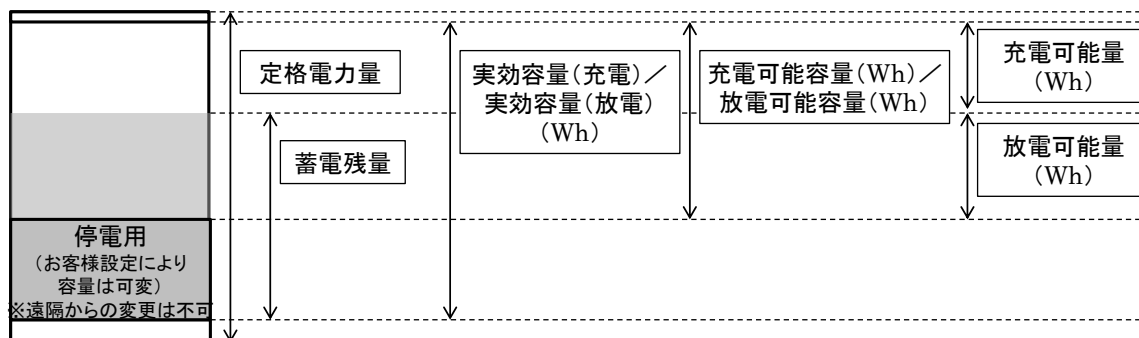 定格電力量
蓄電残量
実効容量(充電)/
実効容量(放電)
(Wh)
充電可能容量(Wh)/
放電可能容量(Wh)
充電可能量
(Wh)
放電可能量
(Wh)
停電用
(お客様設定により
容量は可変)
※遠隔からの変更は不可